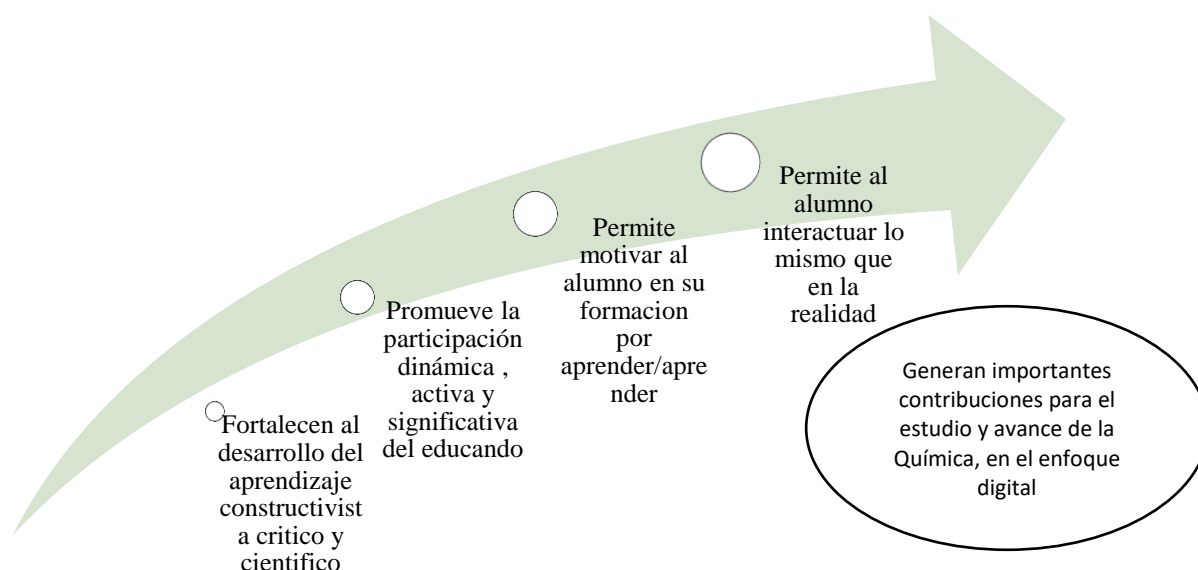 Fortalecen al
desarrollo del
aprendizaje
constructivist
a critico y
cientifico
Promueve la
participación
dinámica ,
activa y
significativa
del educando
Permite
motivar al
alumno en su
formacion
por
aprender/apre
nder
Permite al
alumno
interactuar lo
mismo que
en la
realidad
Generan importantes
contribuciones para el
estudio y avance de la
Química, en el enfoque
digital